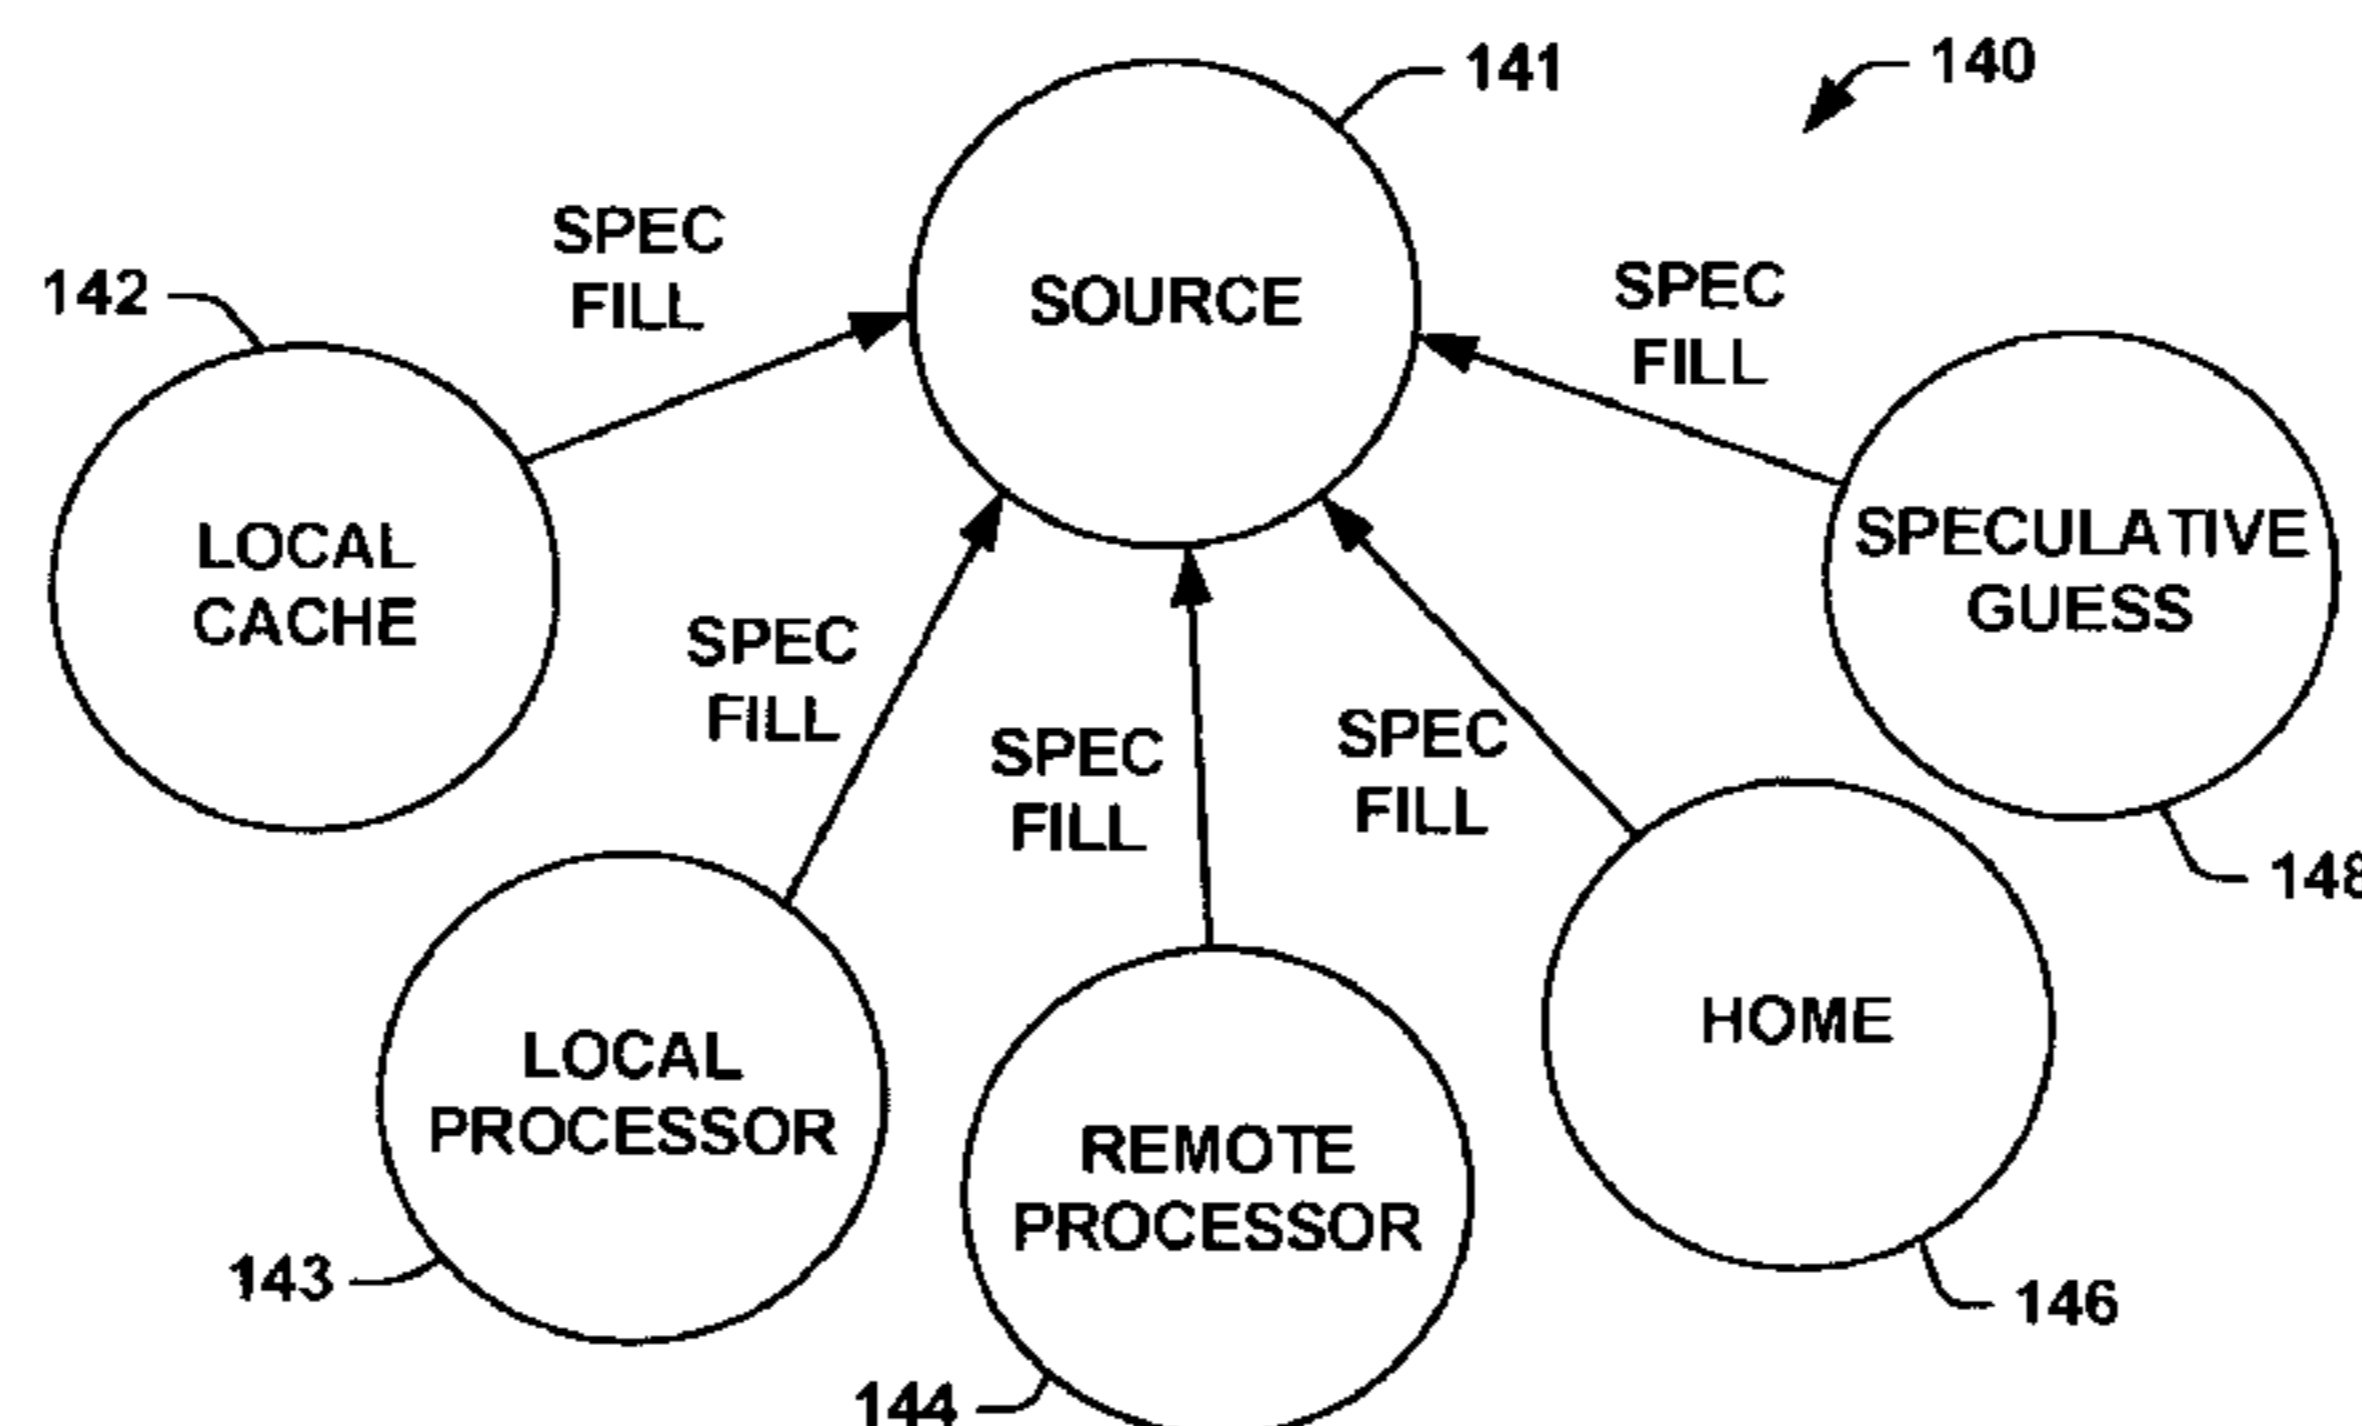 141
140
SPEC
FILL
142
SOURCE
SPEC
FILL
LOCAL
CACHE
SPECULATIVE
GUESS
SPEC
FILL
SPEC
FILL
SPEC
FILL
148
LOCAL
PROCESSOR
REMOTE
PROCESSOR
HOME
143
146
144